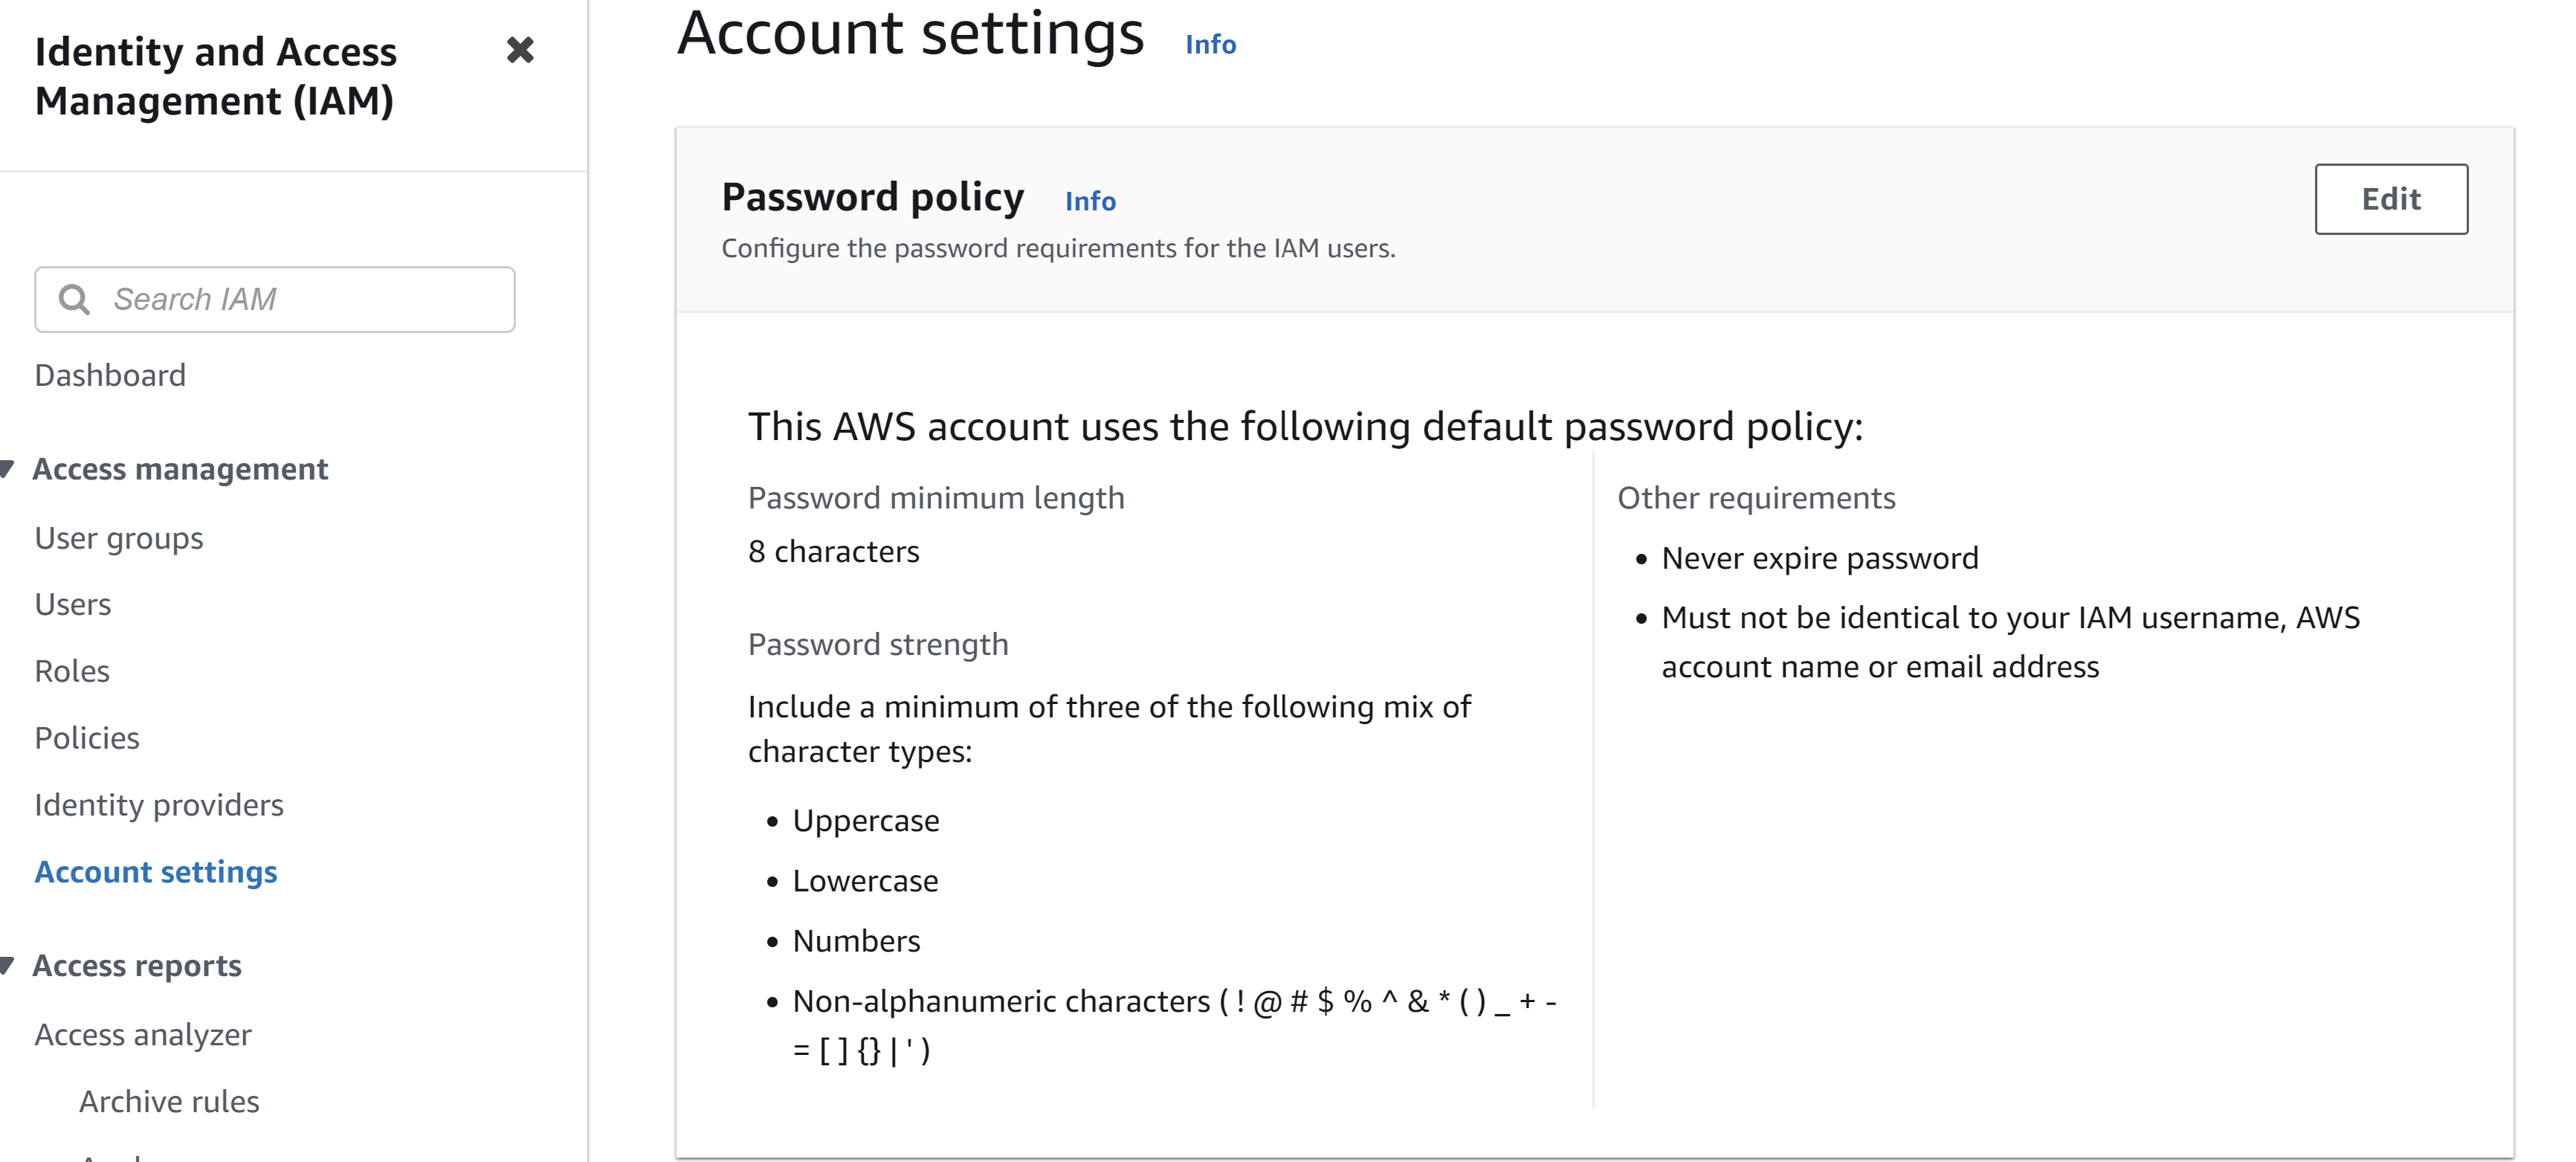 Identity and Access
Management (IAM)
Search IAM
Dashboard
Access management
User groups
Users
Roles
Policies
Identity providers
Account settings
Access reports
Access analyzer
Archive rules
Account settings Info
Password policy Info
Edit
Configure the password requirements for the IAM users.
This AWS account uses the following default password policy:
Password minimum length
8 characters
Password strength
Include a minimum of three of the following mix of
character types:
• Uppercase
• Lowercase
• Numbers
• Non-alphanumeric characters ( ! @ # $ % ^ & * ( ) _ + -
= [ ] {} | ' )
Other requirements
• Never expire password
• Must not be identical to your IAM username, AWS
account name or email address